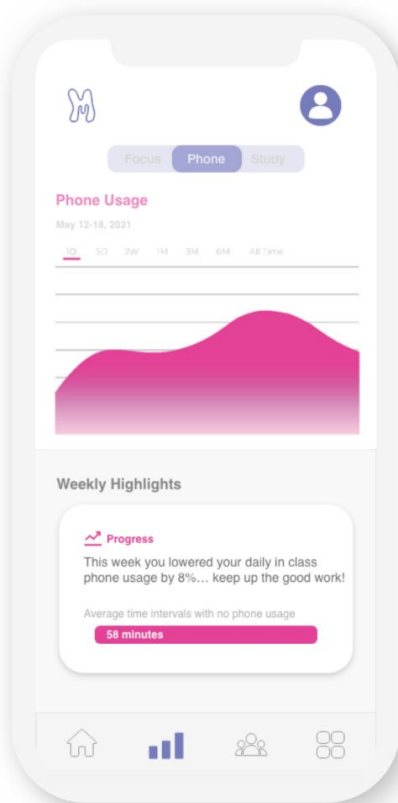 Focus Phone Study
Phone Usage
May 12-18, 2021
1D 5D 2W 1M 3M 6M All Time
Weekly Highlights
Progress
This week you lowered your daily in class
phone usage by 8%... keep up the good work!
Average time intervals with no phone usage
58 minutes